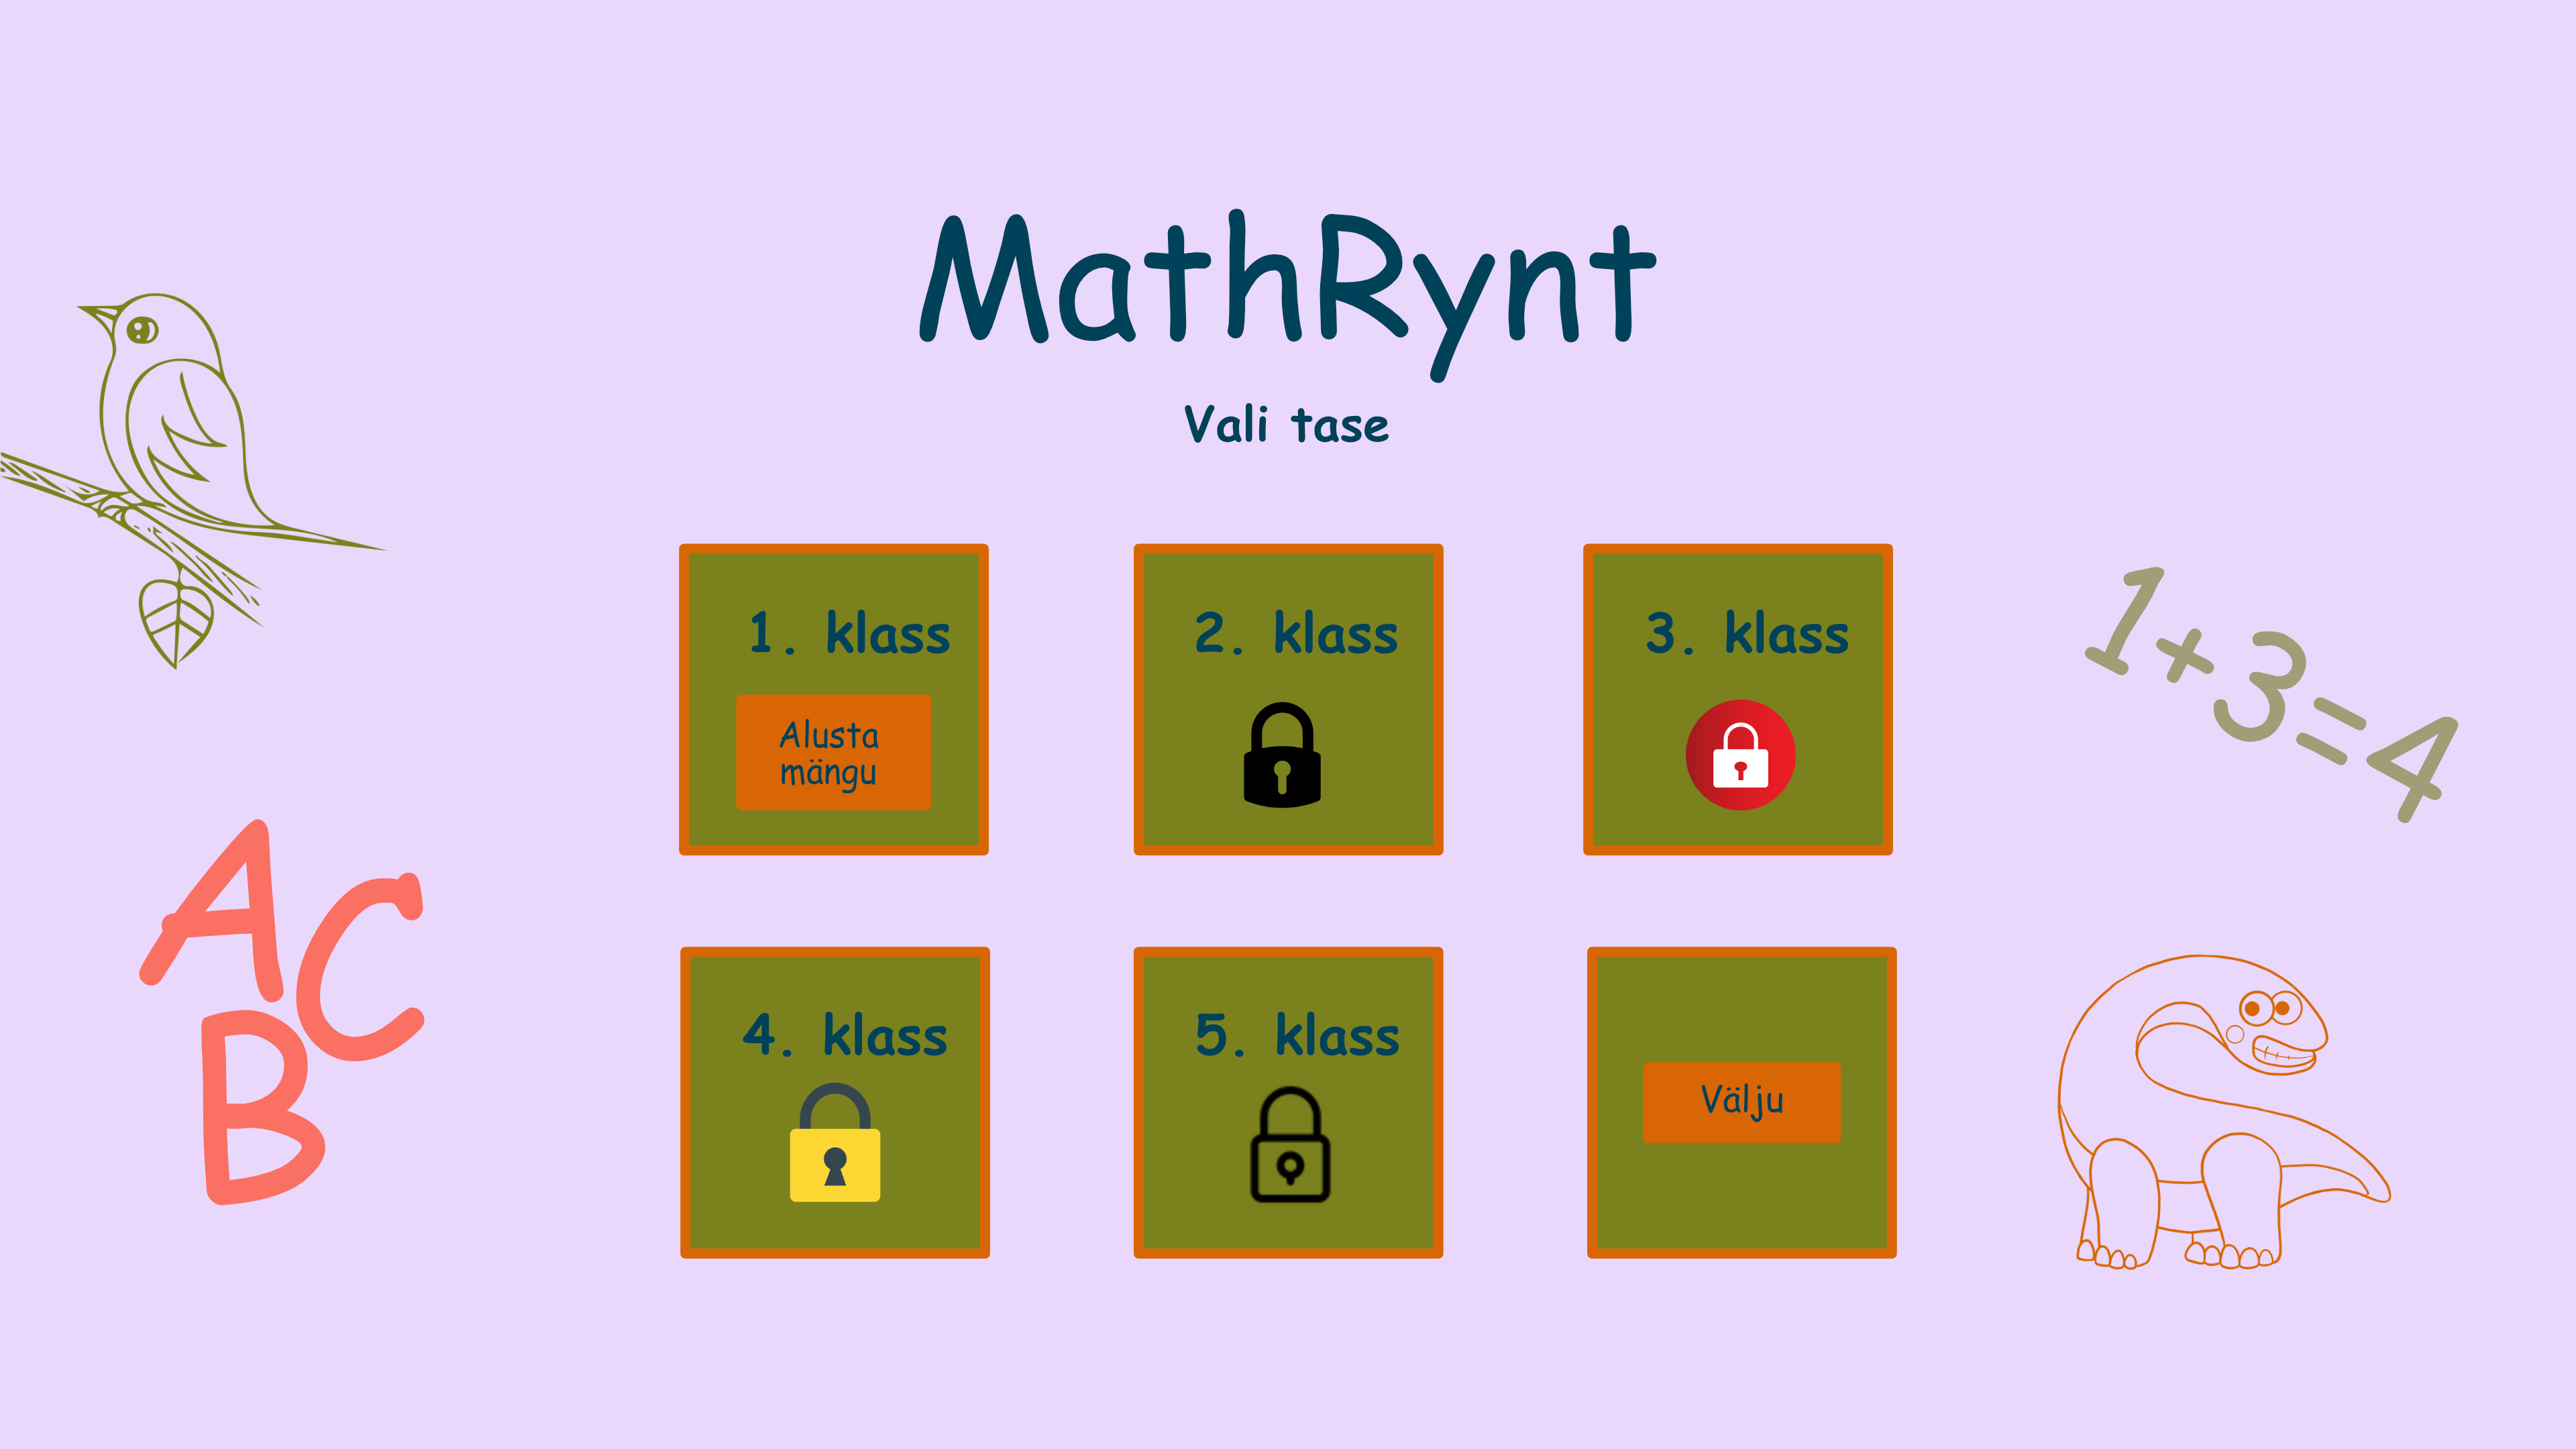 MathRynt
Vali tase
1. klass
Alusta
mängu
2. klass
3. klass
1+3=4
A
C
B
4. klass
5. klass
Välju